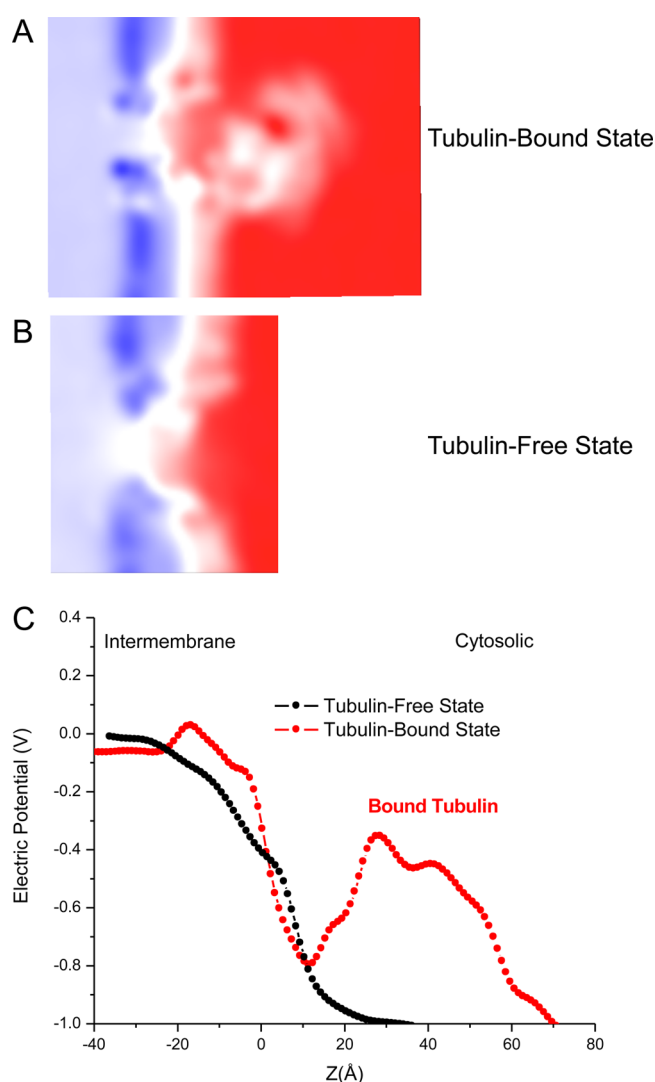 A
Tubulin-Bound State
B
Tubulin-Free State
C
0.4
Intermembrane
Cytosolic
0.2
Tubulin-Free State
0.0
Tubulin-Bound State
-0.2
Bound Tubulin
-0.4
-0.6
-0.8
-1.0
Electric Potential (V)
-40
-20
0
20
40
60
80
Z(Å)